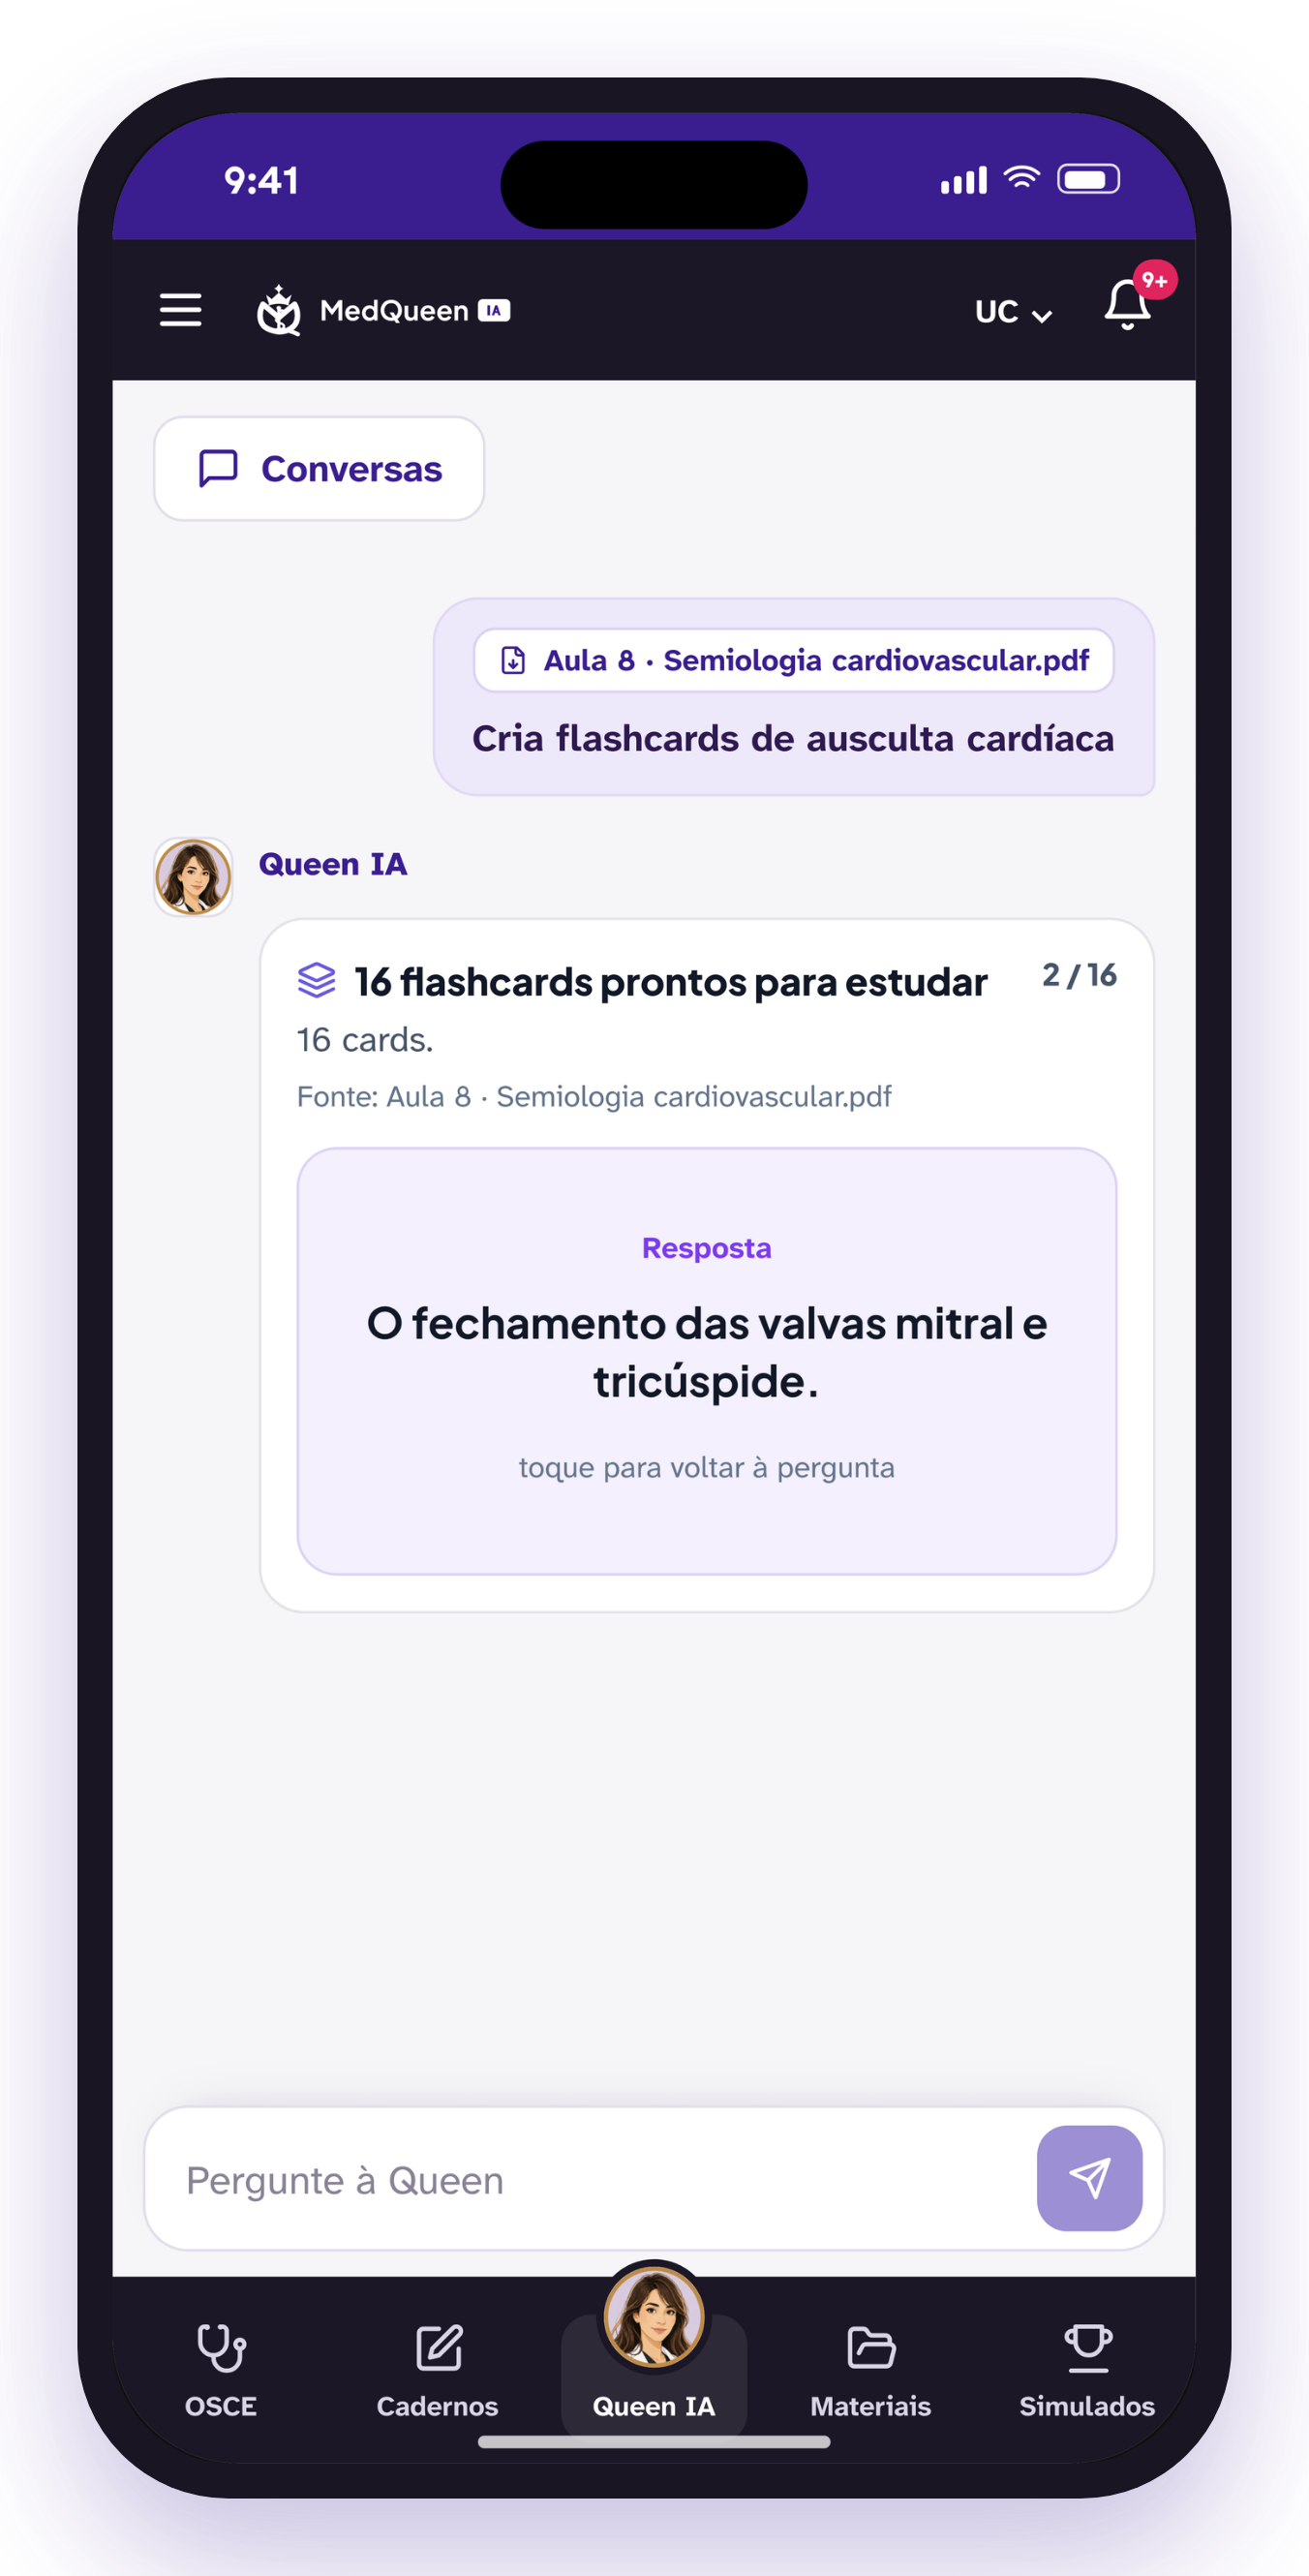 9:41
MedQueen IA
UC
9+
Conversas
Aula 8 · Semiologia cardiovascular.pdf
Cria flashcards de ausculta cardíaca
Queen IA
16 flashcards prontos para estudar
2 / 16
16 cards.
Fonte: Aula 8 · Semiologia cardiovascular.pdf
Resposta
O fechamento das valvas mitral e
tricúspide.
toque para voltar à pergunta
Pergunte à Queen
OSCE
Cadernos
Queen IA
Materiais
Simulados